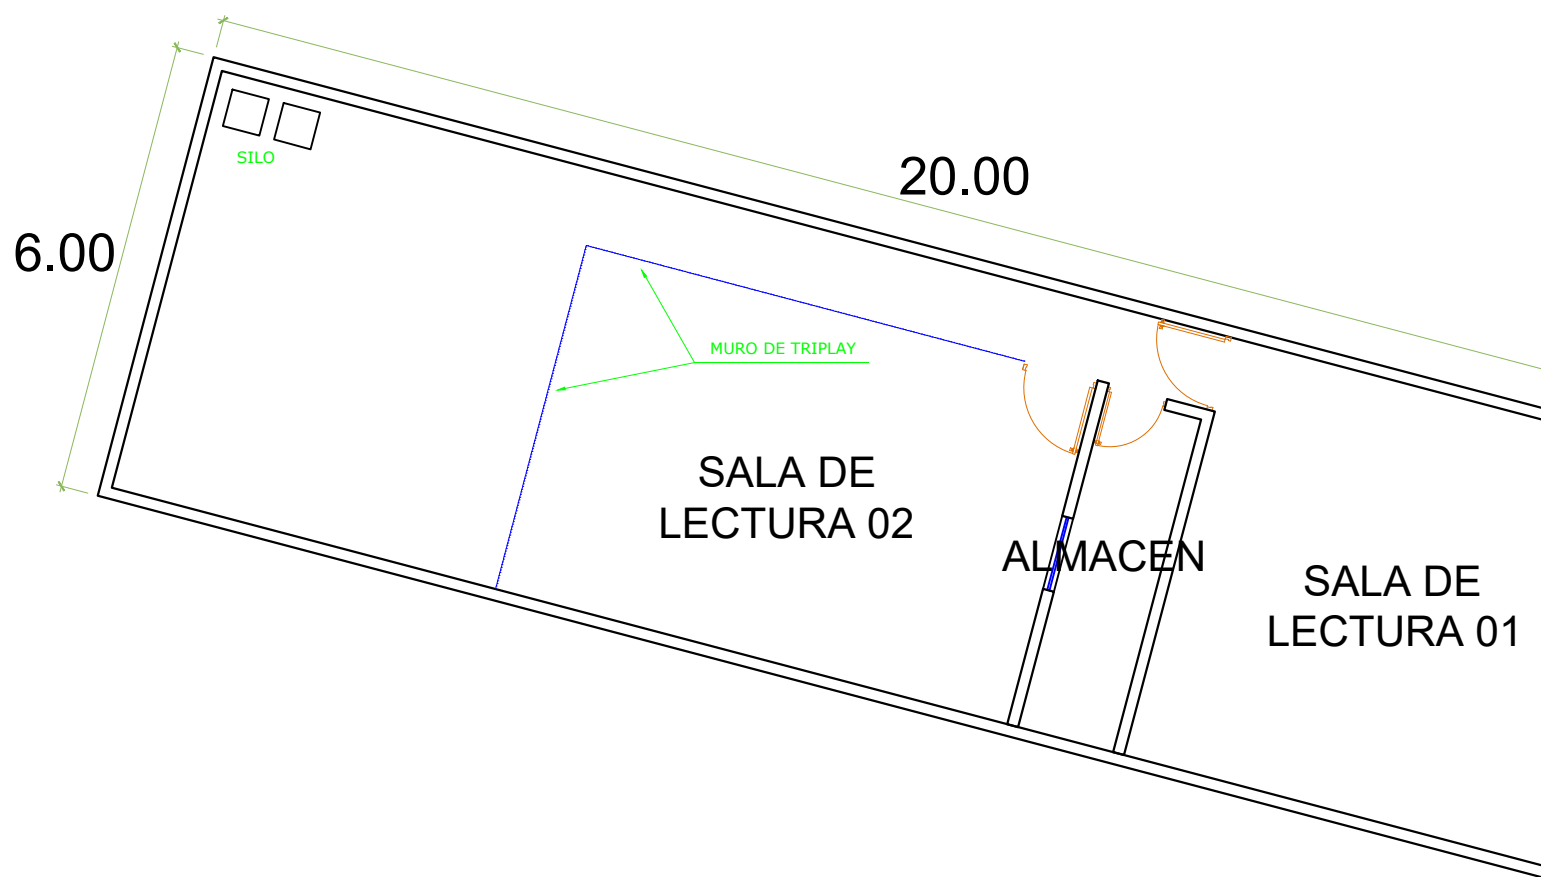 20.00
6.00
SILO
MURO DE TRIPLAY
SALA DE
LECTURA 02
ALMACEN
SALA DE
LECTURA 01